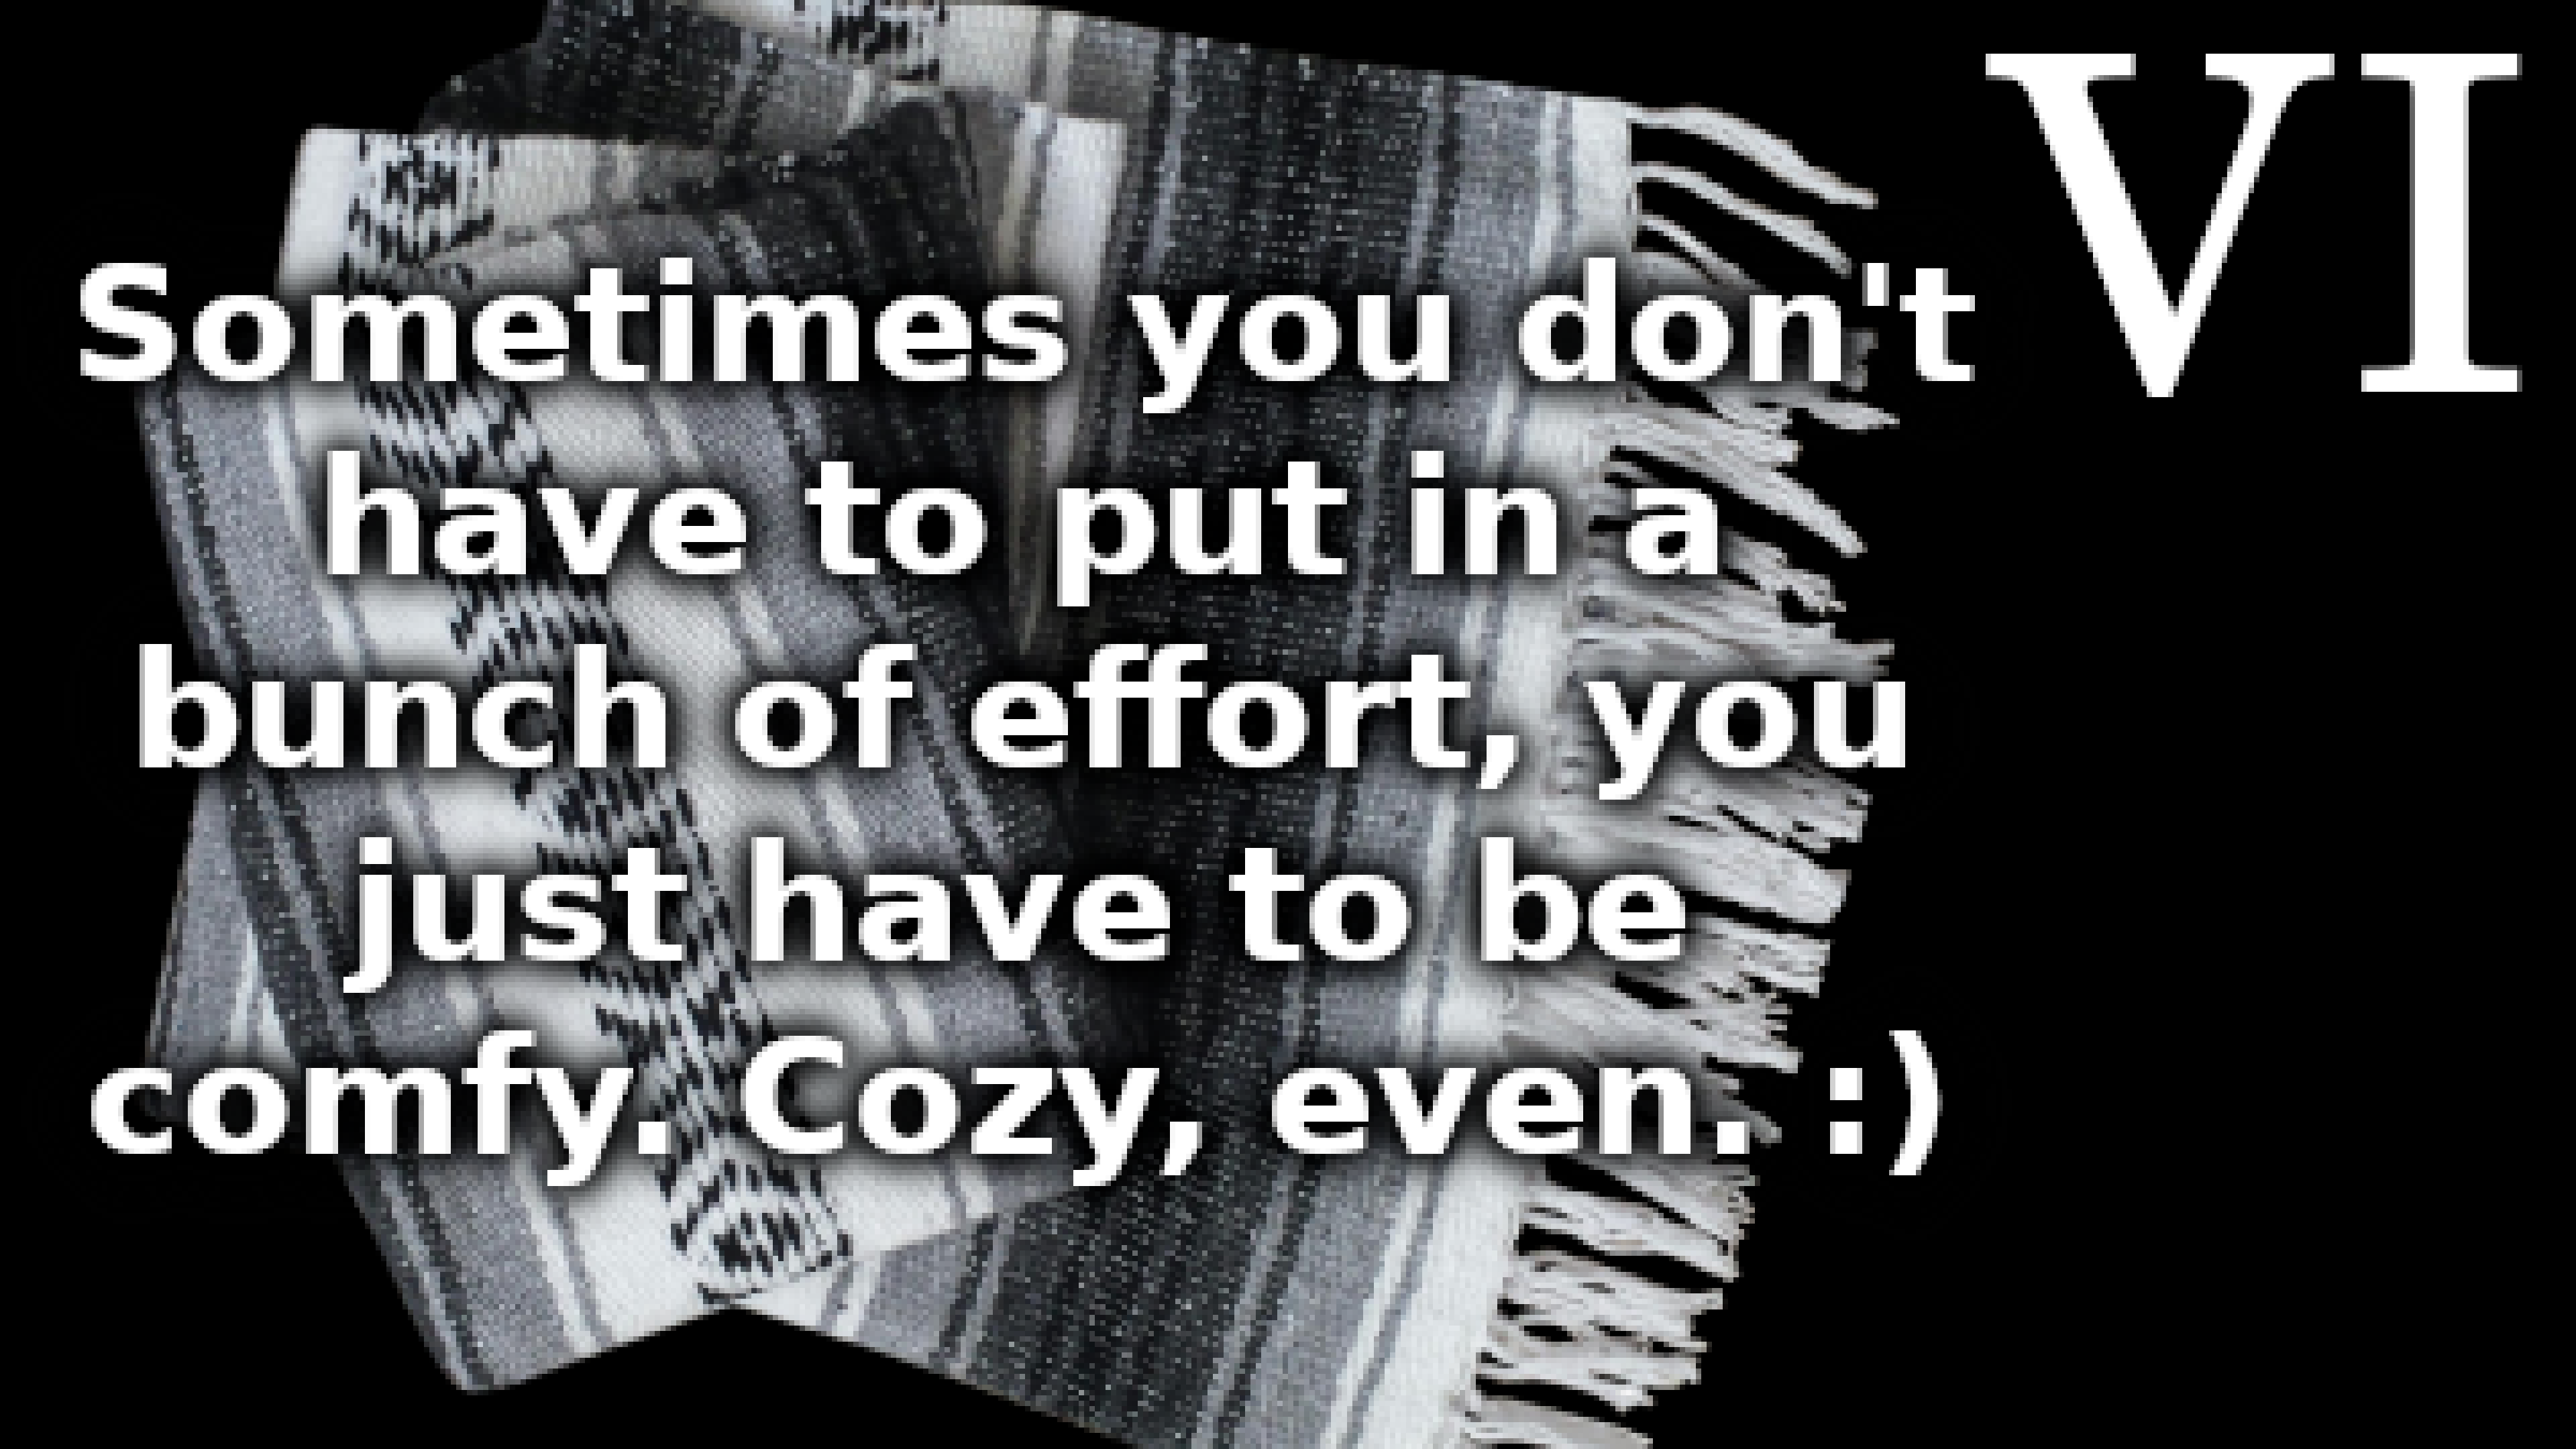 VI
Sometimes you don't
have to put in a
bunch of effort, you
just have to be
comfy. Cozy, even. :)